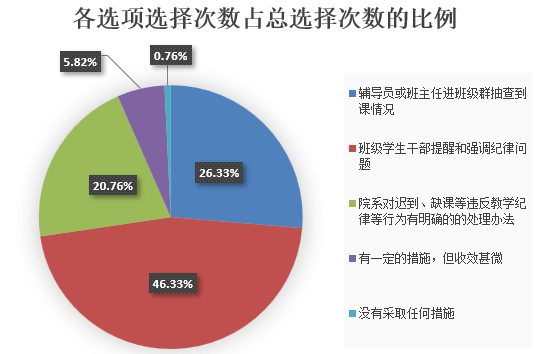 各选项选择次数占总选择次数的比例
5.82%
0.76%
26.33%
20.76%
46.33%
辅导员或班主任进班级群抽查到
课情况
班级学生干部提醒和强调纪律问
题
院系对迟到、缺课等违反教学纪
律等行为有明确的的处理办法
有一定的措施，但收效甚微
没有采取任何措施